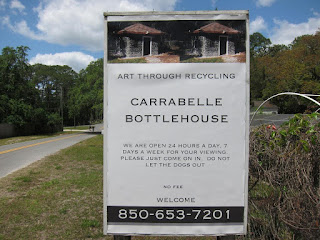 ART THROUGH RECYCLING
CARRABELLE
BOTTLEHOUSE
WE ARE OPEN 24 HOURS A DAY, 7
DAYS A WEEK FOR YOUR VIEWING.
PLEASE JUST COME ON IN. DO NOT
LET THE DOGS OUT
NO FEE
WELCOME
850-653-7201